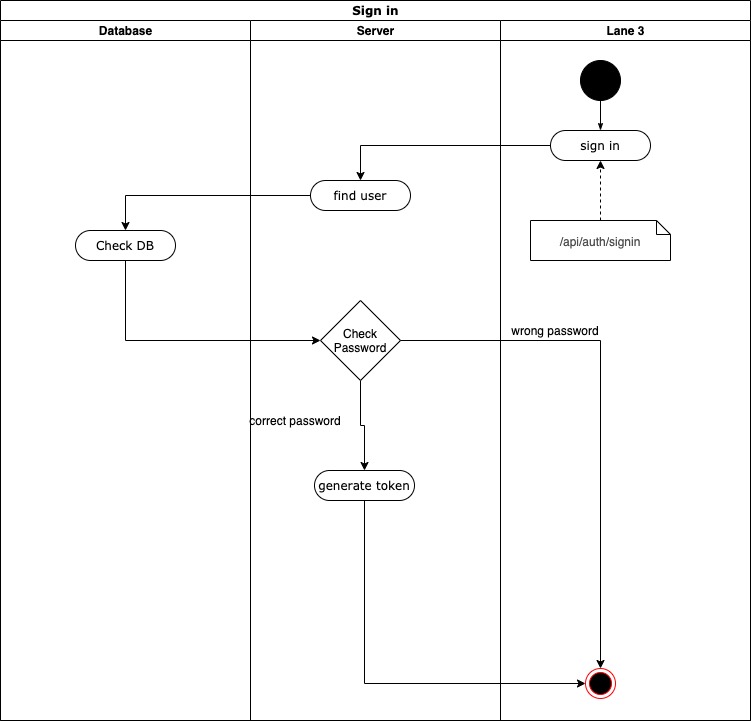 Sign in
Database
Server
Lane 3
sign in
find user
/api/auth/signin
Check DB
Check
Password
wrong password
correct password
generate token